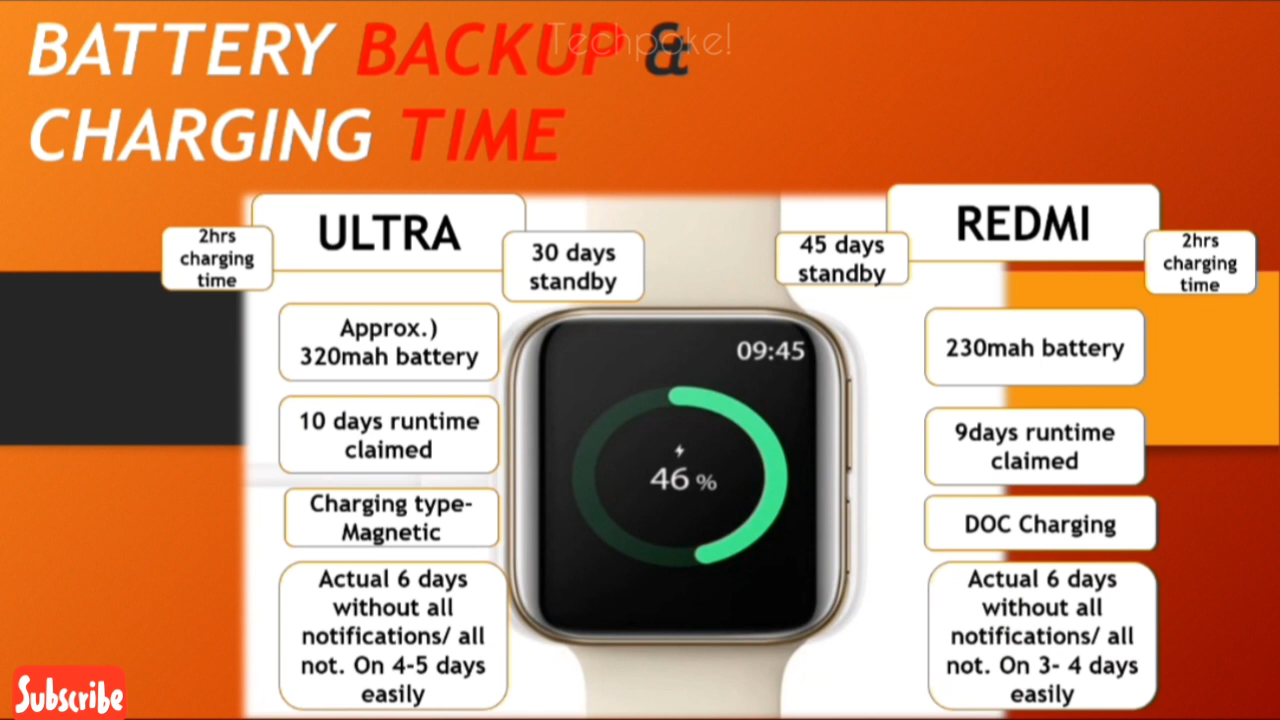 BATTERY BACKUP &
CHARGING TIME
Techpoke!
ULTRA
2hrs
charging
time
30 days
standby
Approx.)
320mah battery
10 days runtime
claimed
Charging type-
Magnetic
Actual 6 days
without all
notifications/ all
not. On 4-5 days
easily
09:45
46 %
REDMI
45 days
standby
2hrs
charging
time
230mah battery
9days runtime
claimed
DOC Charging
Actual 6 days
without all
notifications/ all
not. On 3- 4 days
easily
Subscribe